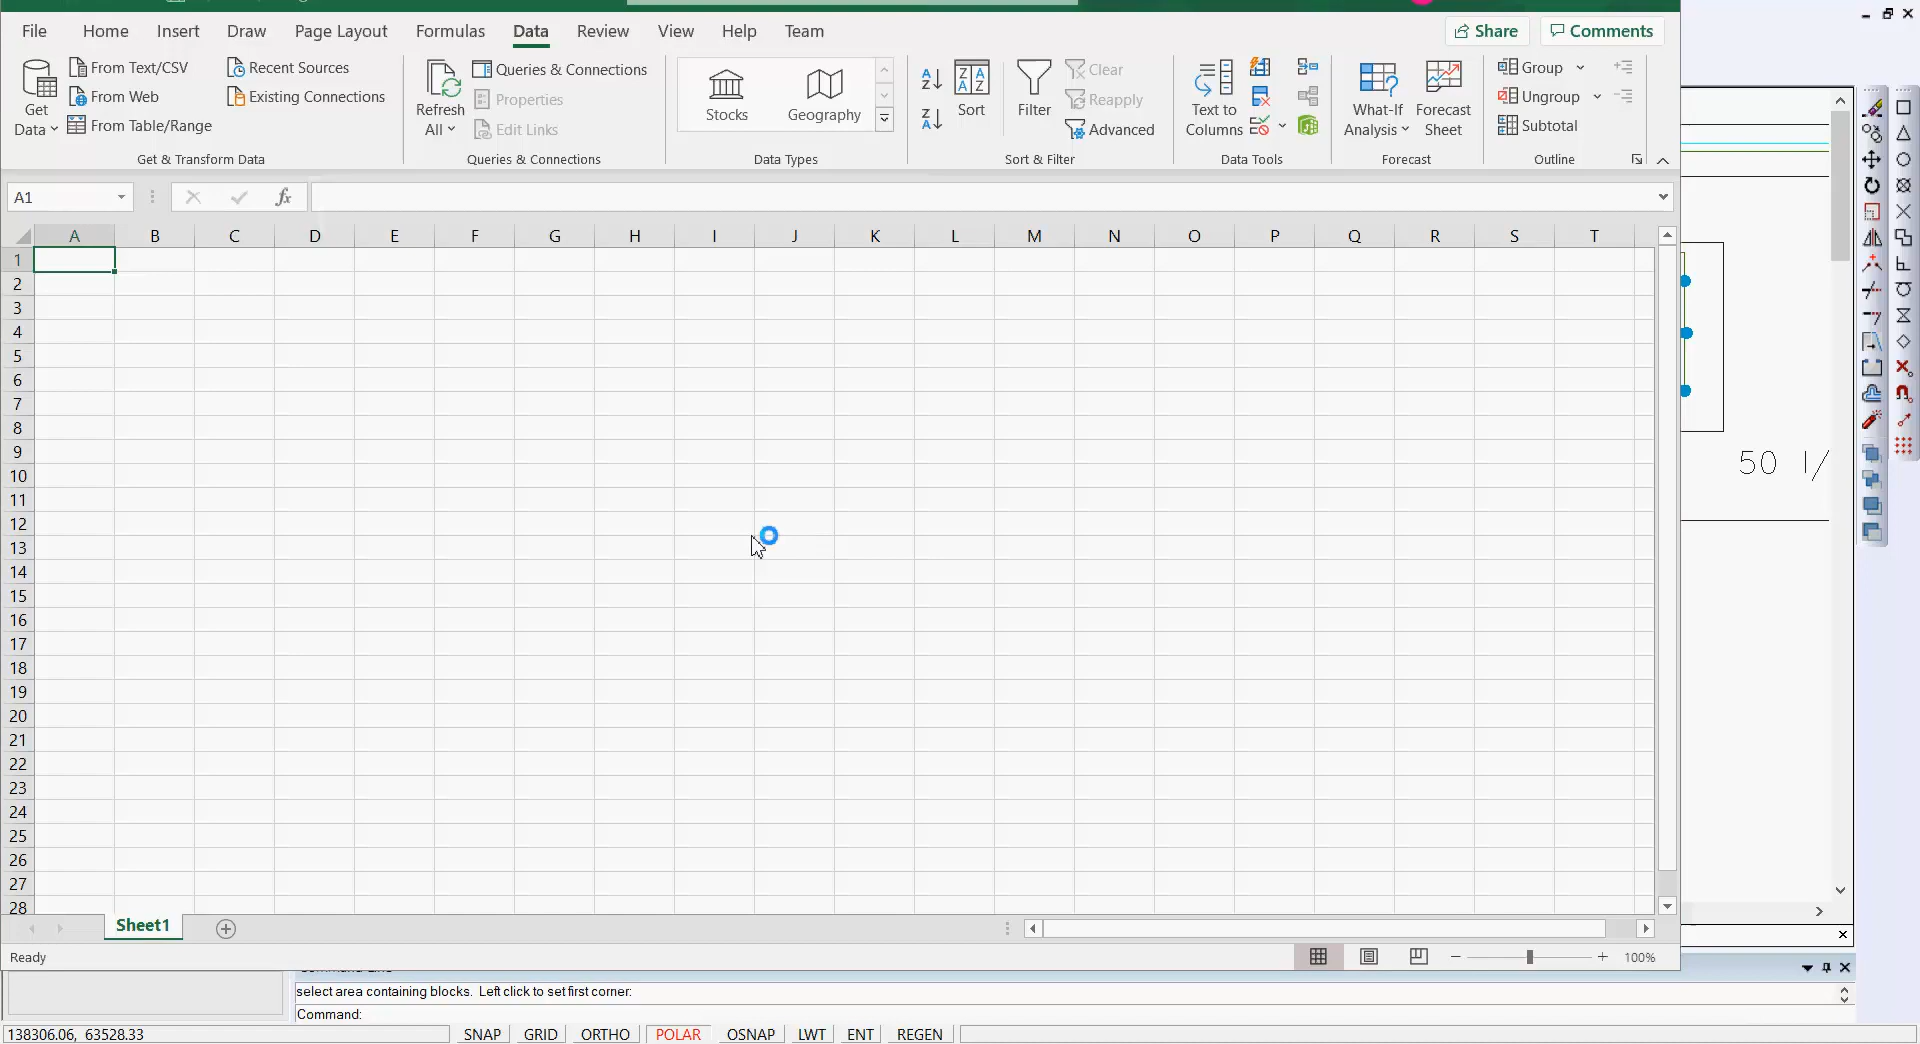 File Home Insert Draw Page Layout Formulas Data Review View Help Team Share Comments
Get Data From Text/CSV From Web From Table/Range Recent Sources Existing Connections
Get & Transform Data
Refresh All Queries & Connections Properties Edit Links
Queries & Connections
Stocks Geography
Data Types
A Z Z A Sort Filter Clear Reapply Advanced
Sort & Filter
Text to Columns
Data Tools
What-If Analysis Forecast Sheet
Forecast
Group Ungroup Subtotal
Outline
A1 fx
A B C D E F G H I J K L M N O P Q R S T
1
2
3
4
5
6
7
8
9
10
11
12
13
14
15
16
17
18
19
20
21
22
23
24
25
26
27
28
50 l/
Sheet1
Ready 100%
select area containing blocks.  Left click to set first corner:
Command:
138306.06, 63528.33 SNAP GRID ORTHO POLAR OSNAP LWT ENT REGEN